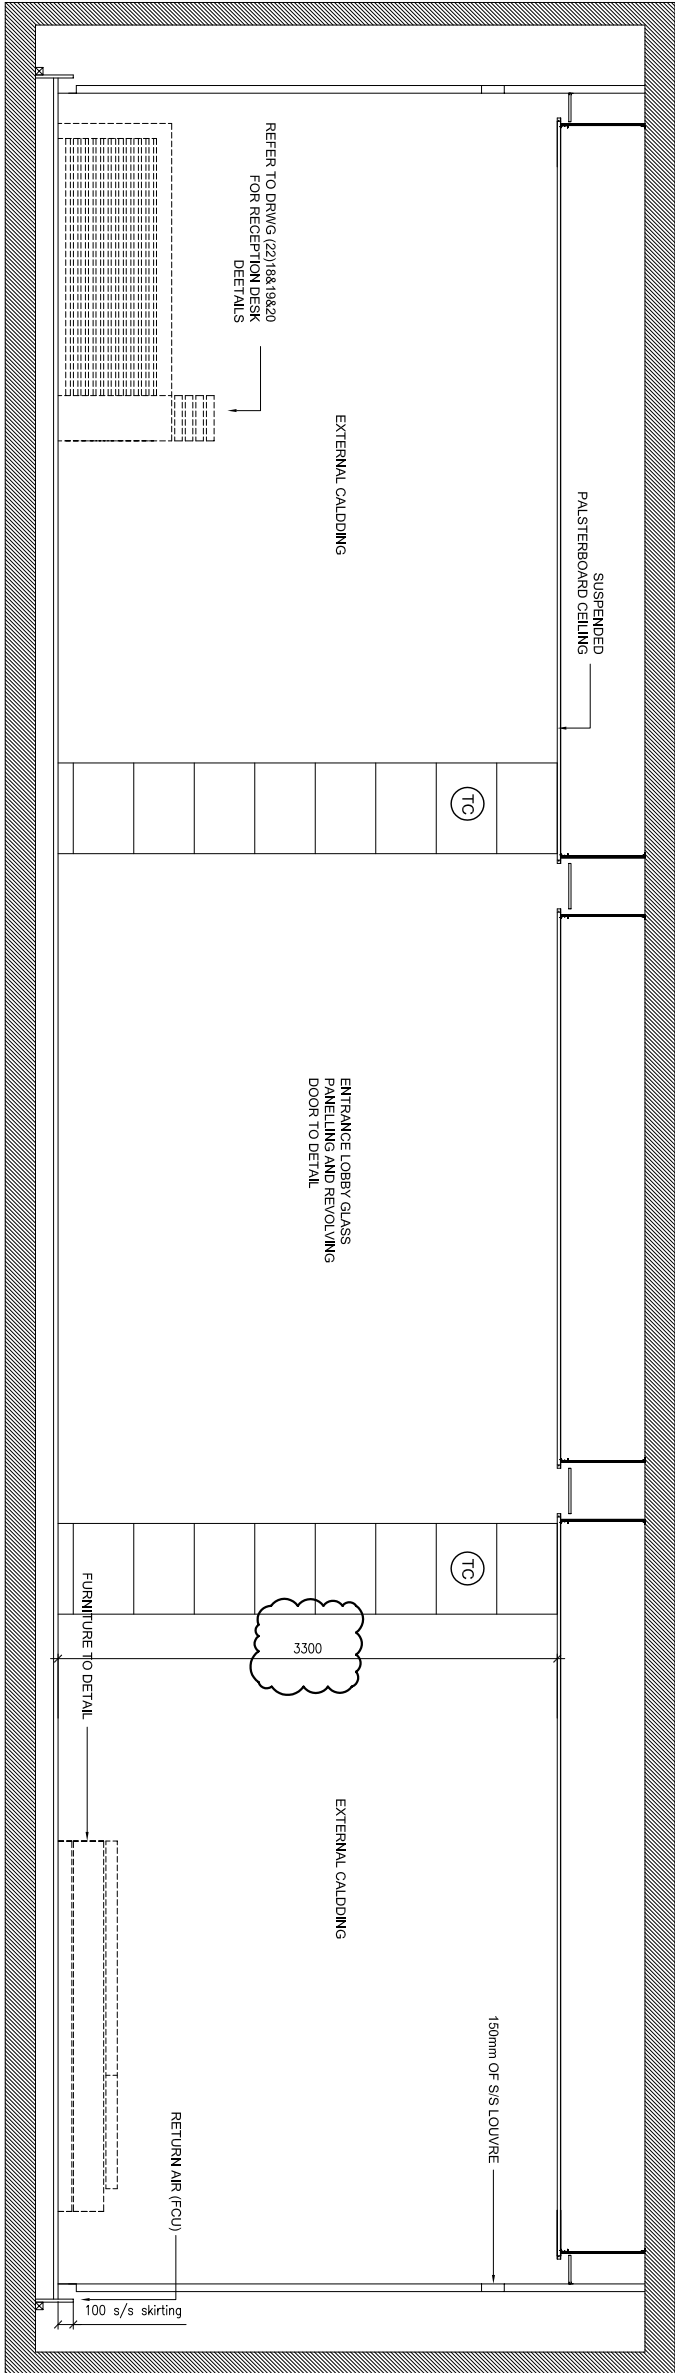 REFER TO DRWG (22)18&19&20
FOR RECEPTION DESK
DEETAILS
EXTERNAL CALDDING
SUSPENDED
PALSTERBOARD CEILING
TC
ENTRANCE LOBBY GLASS
PANELLING AND REVOLVING
DOOR TO DETAIL
TC
3300
FURNITURE TO DETAIL
EXTERNAL CALDDING
150mm OF S/S LOUVRE
RETURN AIR (FCU)
100 s/s skirting